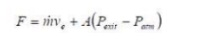 F = ṁv_e + A(P_exit − P_atm)